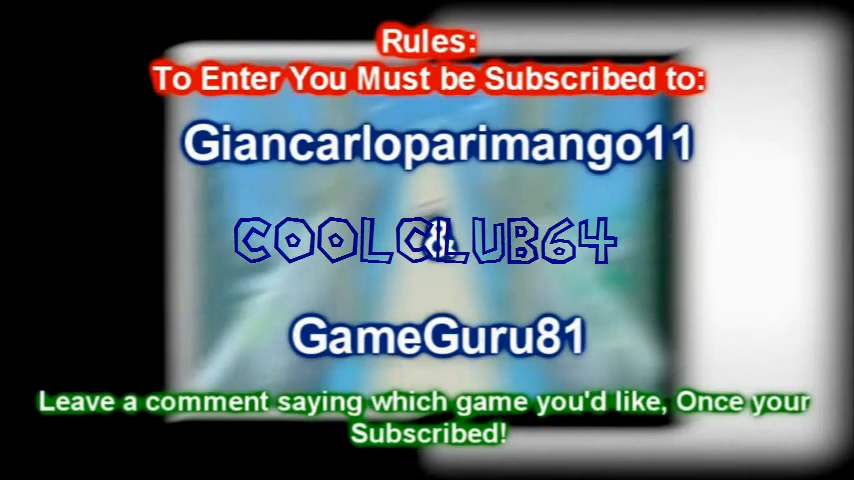 Rules:
To Enter You Must be Subscribed to:
Giancarloparimango11
&
COOLCLUB64
GameGuru81
Leave a comment saying which game you'd like, Once your
Subscribed!